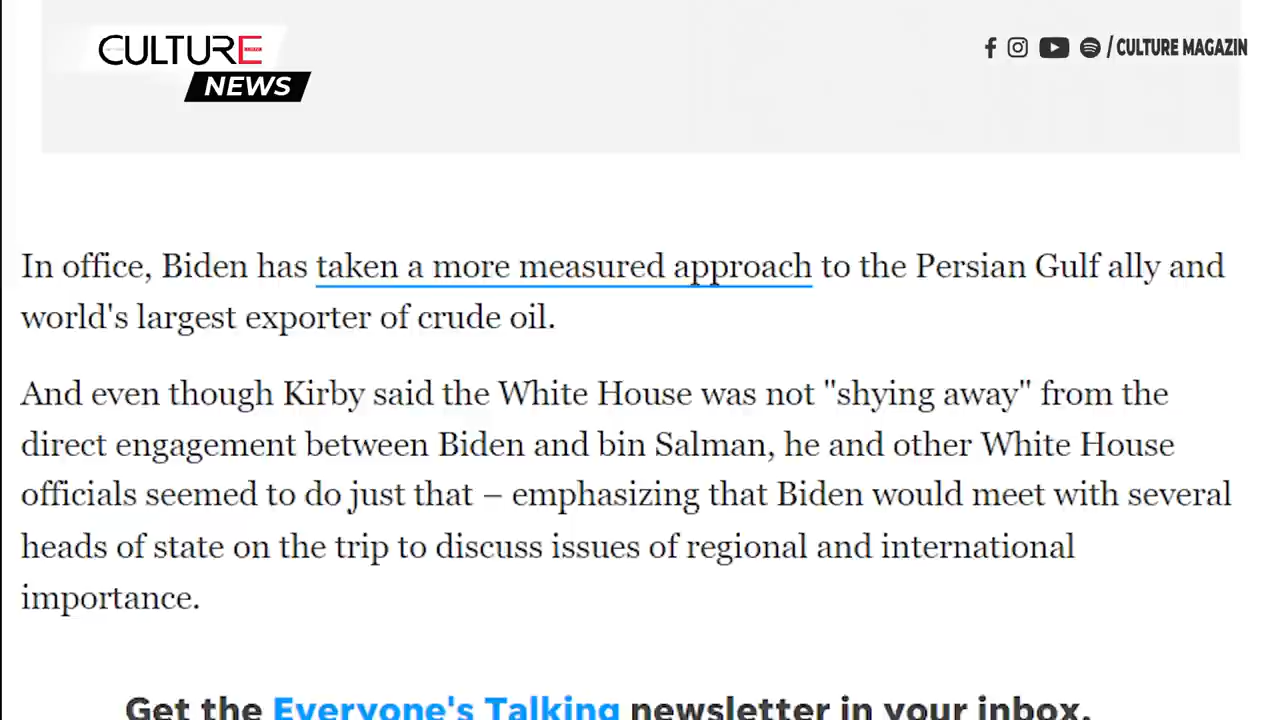 CULTURE
NEWS
/ CULTURE MAGAZIN
In office, Biden has taken a more measured approach to the Persian Gulf ally and
world's largest exporter of crude oil.
And even though Kirby said the White House was not "shying away" from the
direct engagement between Biden and bin Salman, he and other White House
officials seemed to do just that – emphasizing that Biden would meet with several
heads of state on the trip to discuss issues of regional and international
importance.
Get the Everyone's Talking newsletter in your inbox.